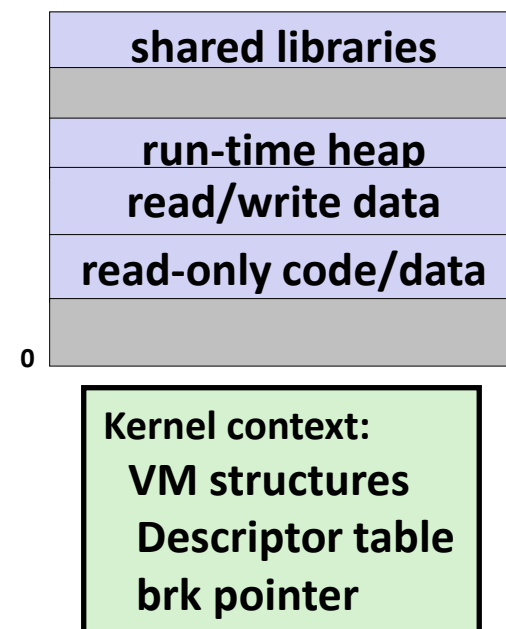 shared libraries
run-time heap
read/write data
read-only code/data
0
Kernel context:
VM structures
Descriptor table
brk pointer